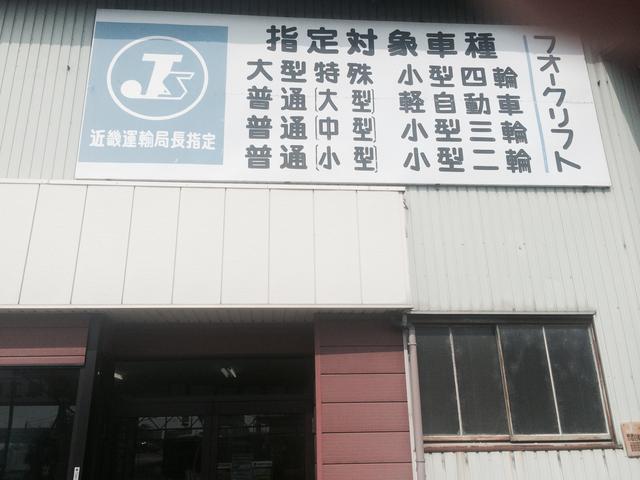 近畿運輸局長指定
指定対象車種
大型特殊 小型四輪
普通(大型) 軽自動車
普通(中型) 小型三輪
普通(小型) 小型二輪
フオークリフト